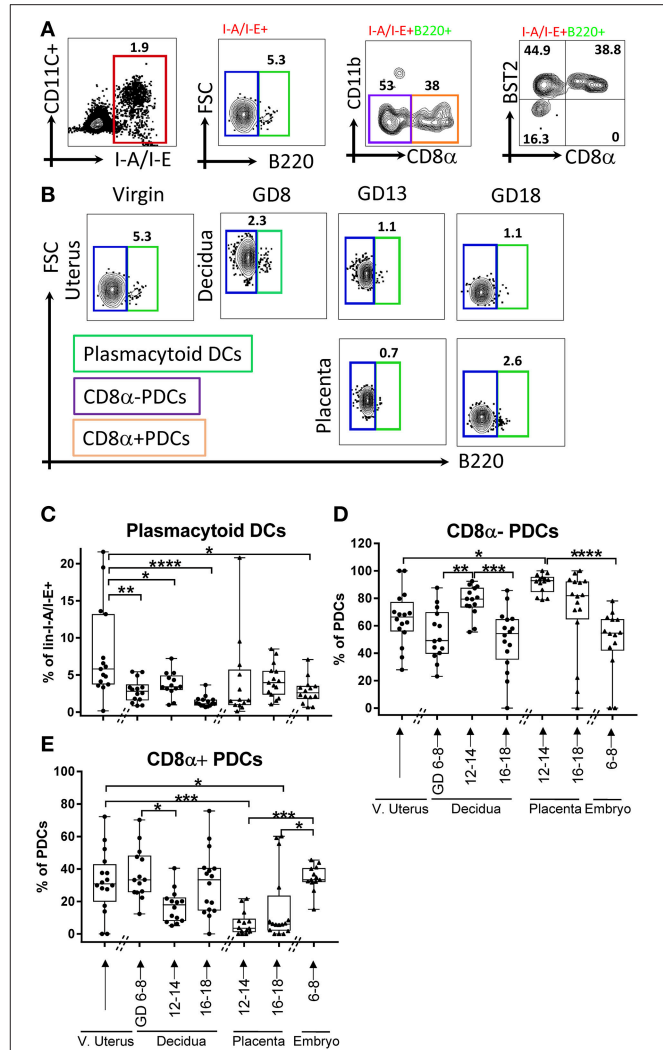 A
I-A/I-E+
I-A/I-E+B220+
I-A/I-E+B220+
CD11C+
1.9
I-A/I-E
FSC
5.3
B220
CD11b
53
38
CD8α
BST2
44.9
38.8
16.3
0
CD8α
B
Virgin
GD8
GD13
GD18
FSC
Uterus
5.3
Decidua
2.3
1.1
1.1
Plasmacytoid DCs
CD8α-PDCs
CD8α+PDCs
Placenta
0.7
2.6
B220
C
Plasmacytoid DCs
% of lin-I-A/I-E+
20
15
10
5
0
*
****
*
**
D
CD8α- PDCs
% of PDCs
120
100
80
60
40
20
0
*
****
**
***
GD 6-8
12-14
16-18
12-14
16-18
6-8
V. Uterus
Decidua
Placenta
Embryo
E
CD8α+ PDCs
% of PDCs
100
80
60
40
20
0
*
***
***
*
*
GD 6-8
12-14
16-18
12-14
16-18
6-8
V. Uterus
Decidua
Placenta
Embryo